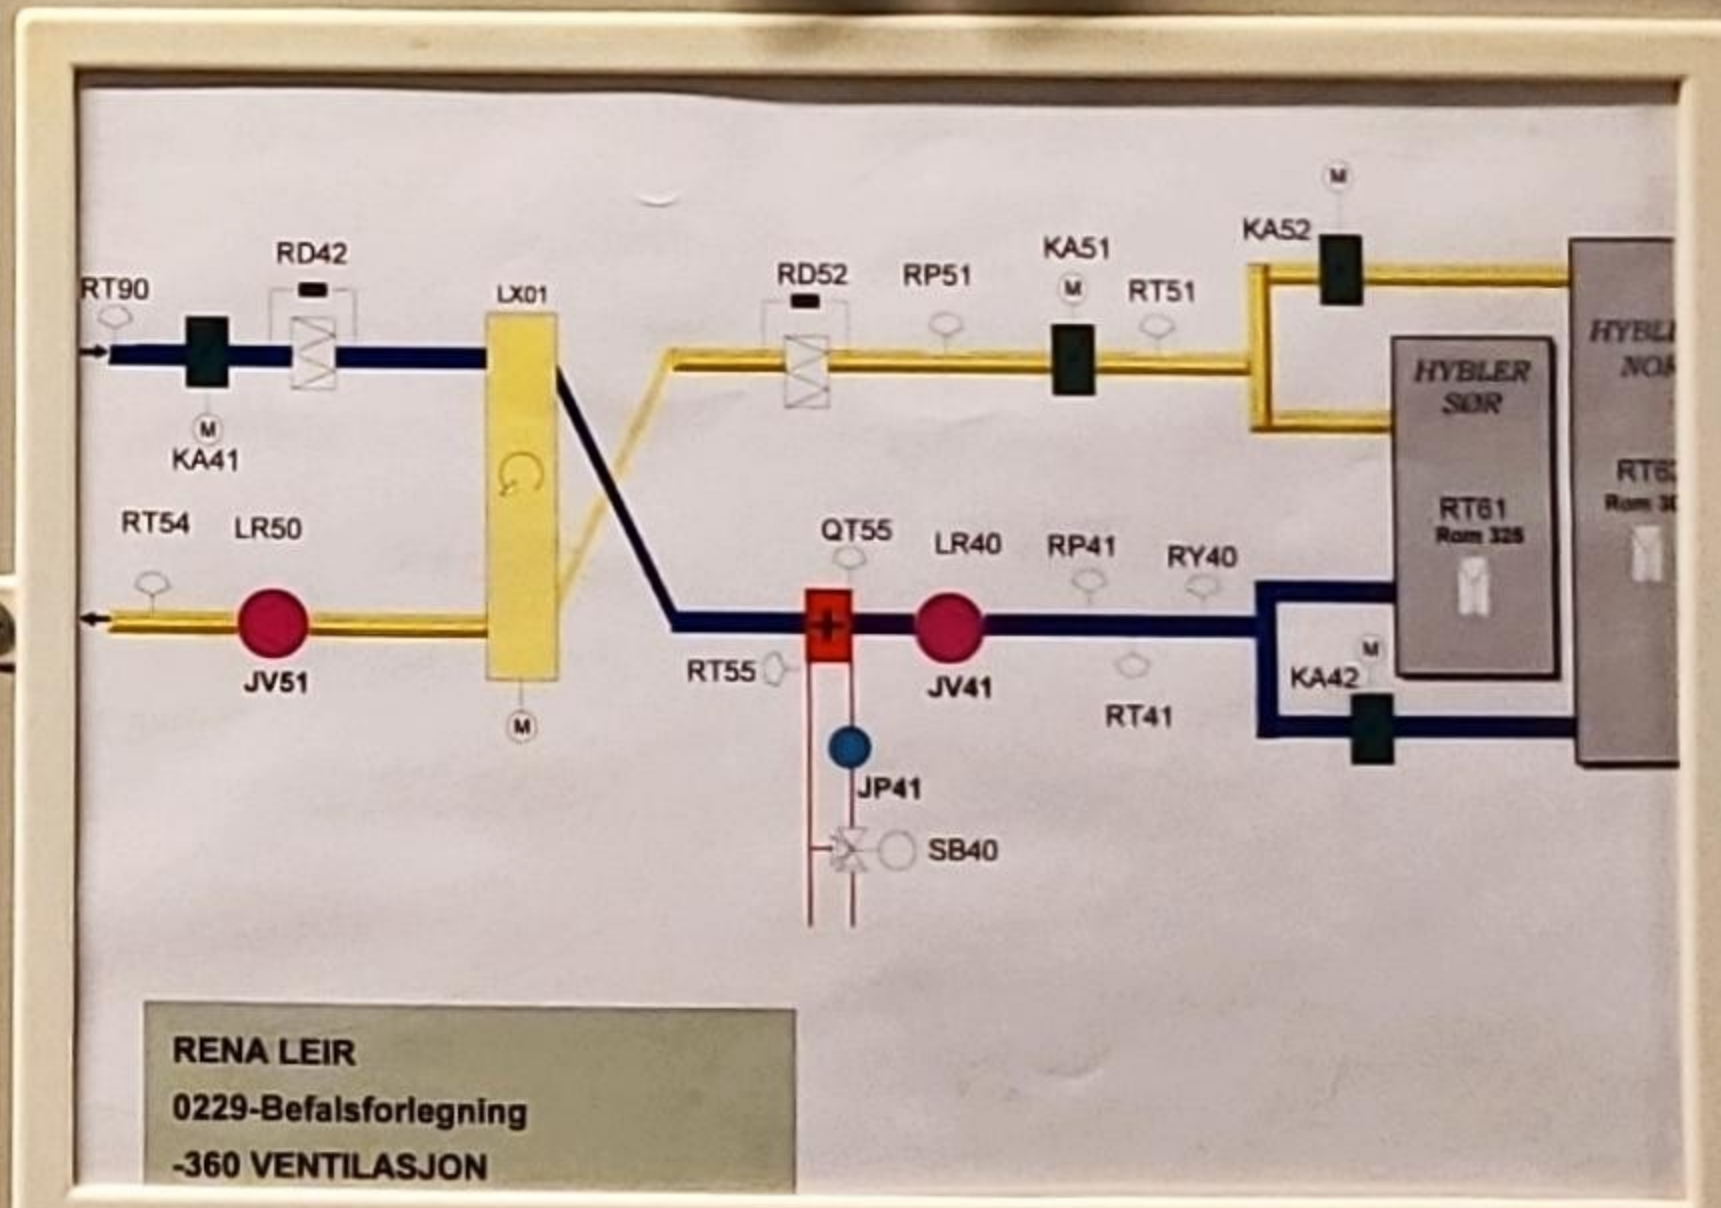 RT90
RD42
LX01
RD52
RP51
KA51
M
RT51
KA52
M
KA41
M
HYBLER
SØR
RT61
Rom 325
RT54
LR50
JV51
M
QT55
LR40
RP41
RY40
RT55
JV41
RT41
KA42
M
JP41
SB40
RENA LEIR
0229-Befalsforlegning
-360 VENTILASJON